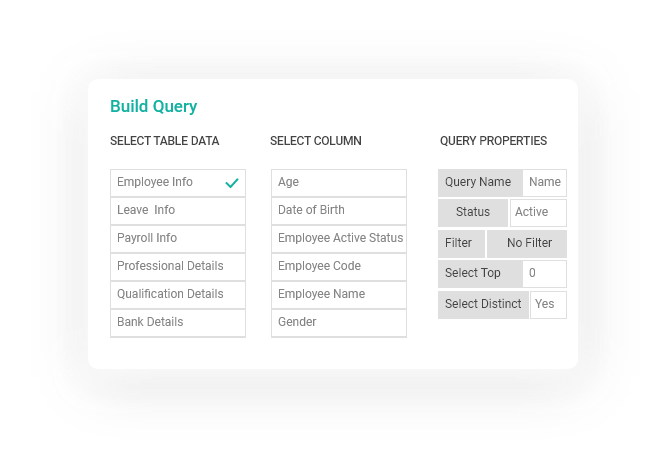 Build Query
SELECT TABLE DATA
Employee Info
Leave Info
Payroll Info
Professional Details
Qualification Details
Bank Details
SELECT COLUMN
Age
Date of Birth
Employee Active Status
Employee Code
Employee Name
Gender
QUERY PROPERTIES
Query Name Name
Status Active
Filter No Filter
Select Top 0
Select Distinct Yes